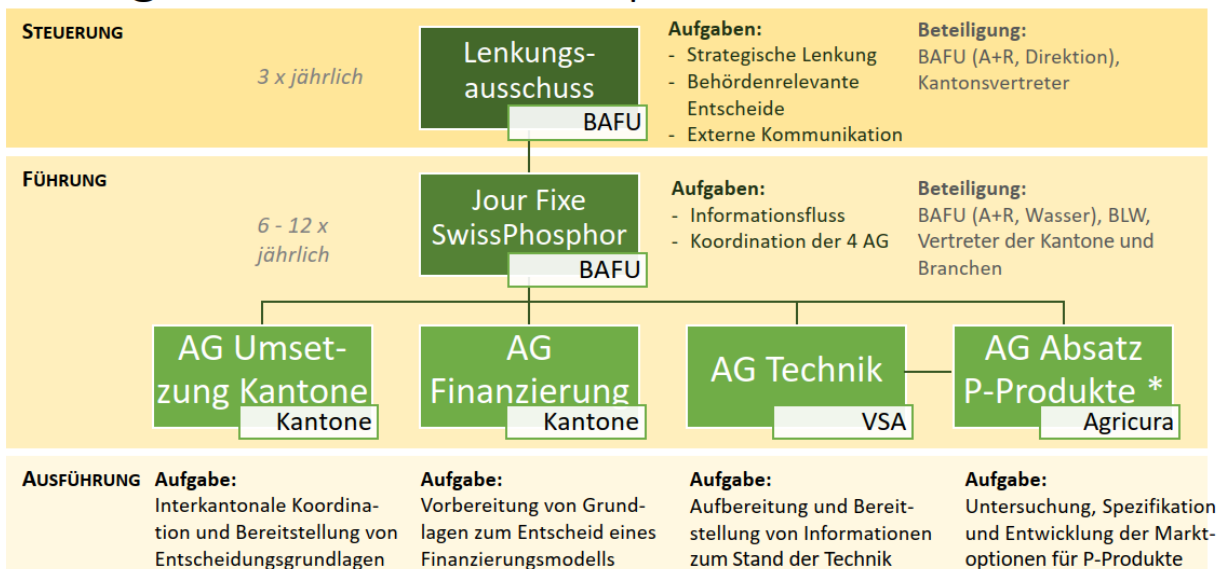 STEUERUNG
3 x jährlich
Lenkungs-
ausschuss
BAFU
Aufgaben:
- Strategische Lenkung
- Behördenrelevante
Entscheide
- Externe Kommunikation
Beteiligung:
BAFU (A+R, Direktion),
Kantonsvertreter
FÜHRUNG
6 - 12 x
jährlich
Jour Fixe
SwissPhosphor
BAFU
Aufgaben:
- Informationsfluss
- Koordination der 4 AG
Beteiligung:
BAFU (A+R, Wasser), BLW,
Vertreter der Kantone und
Branchen
AG Umset-
zung Kantone
Kantone
AG
Finanzierung
Kantone
AG Technik
VSA
AG Absatz
P-Produkte *
Agricura
AUSFÜHRUNG
Aufgabe:
Interkantonale Koordina-
tion und Bereitstellung von
Entscheidungsgrundlagen
Aufgabe:
Vorbereitung von Grund-
lagen zum Entscheid eines
Finanzierungsmodells
Aufgabe:
Aufbereitung und Bereit-
stellung von Informationen
zum Stand der Technik
Aufgabe:
Untersuchung, Spezifikation
und Entwicklung der Markt-
optionen für P-Produkte